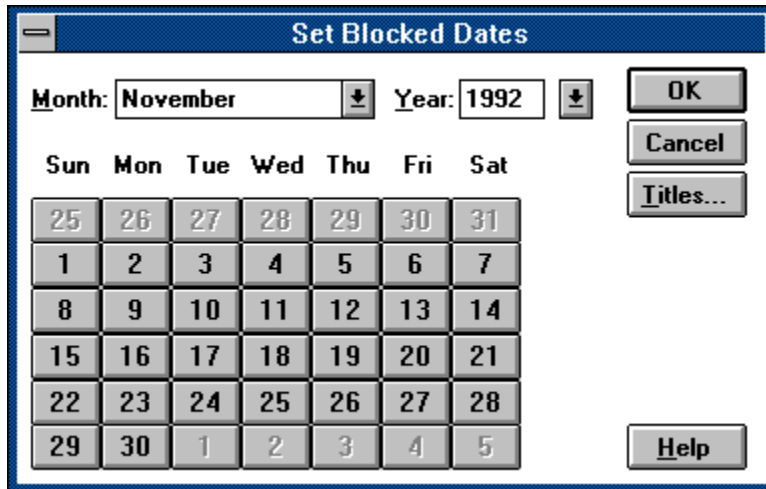 Set Blocked Dates
Month: November Year: 1992 OK
Cancel
Sun Mon Tue Wed Thu Fri Sat
Titles...
25 26 27 28 29 30 31
1 2 3 4 5 6 7
8 9 10 11 12 13 14
15 16 17 18 19 20 21
22 23 24 25 26 27 28
29 30 1 2 3 4 5 Help